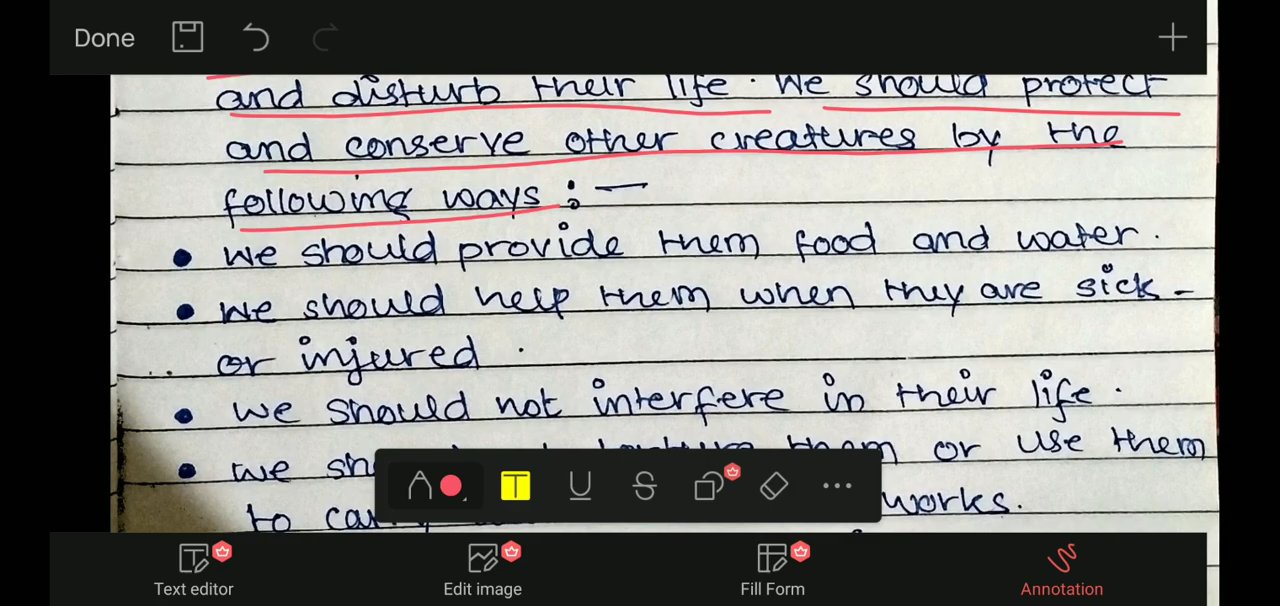 Done
and disturb their life. We should protect
and conserve other creatures by the
following ways :-
• We should provide them food and water.
• We should help them when they are sick -
or injured.
• We should not interfere in their life.
• We them or use them
to works.
T U S
Text editor Edit image Fill Form Annotation